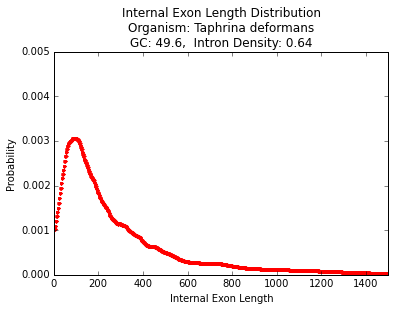 Internal Exon Length Distribution
Organism: Taphrina deformans
GC: 49.6,  Intron Density: 0.64
0.005
0.004
0.003
0.002
0.001
0.000
Probability
0 200 400 600 800 1000 1200 1400
Internal Exon Length